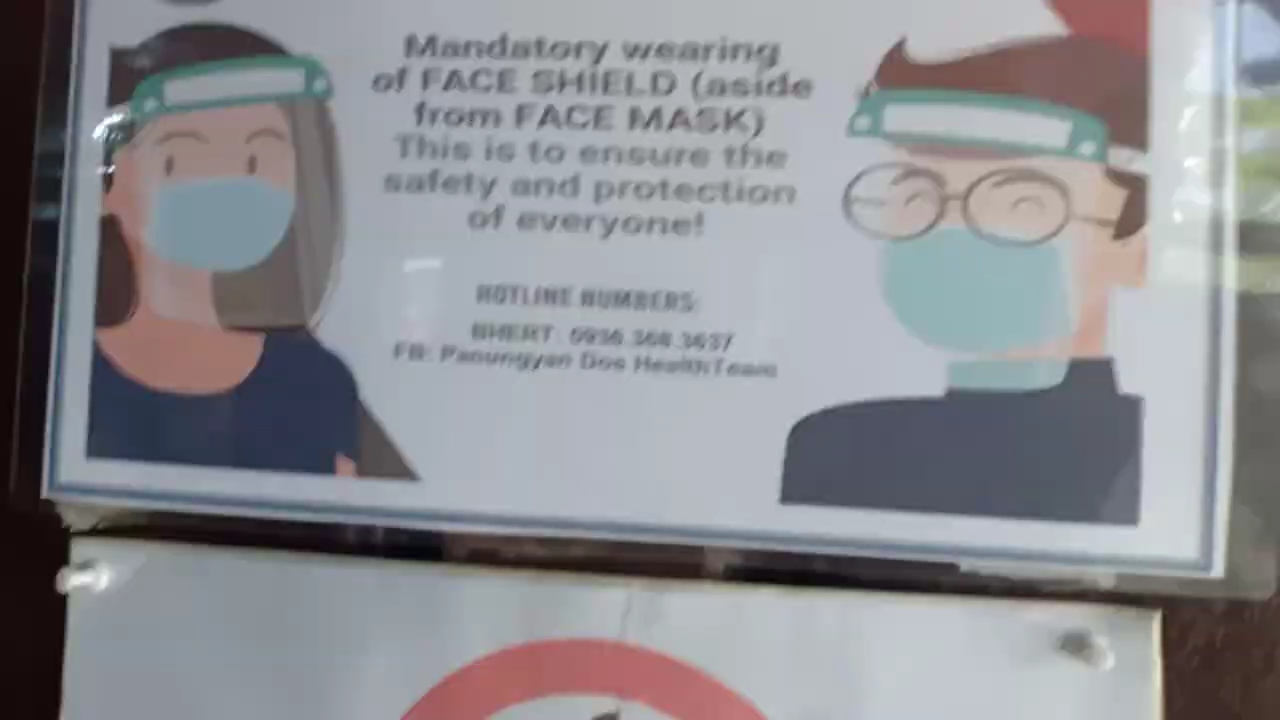 Mandatory wearing
of FACE SHIELD (aside
from FACE MASK)
This is to ensure the
safety and protection
of everyone!
HOTLINE NUMBERS:
BHERT: 0936.368.3637
FB: Panungyan Dos HealthTeam